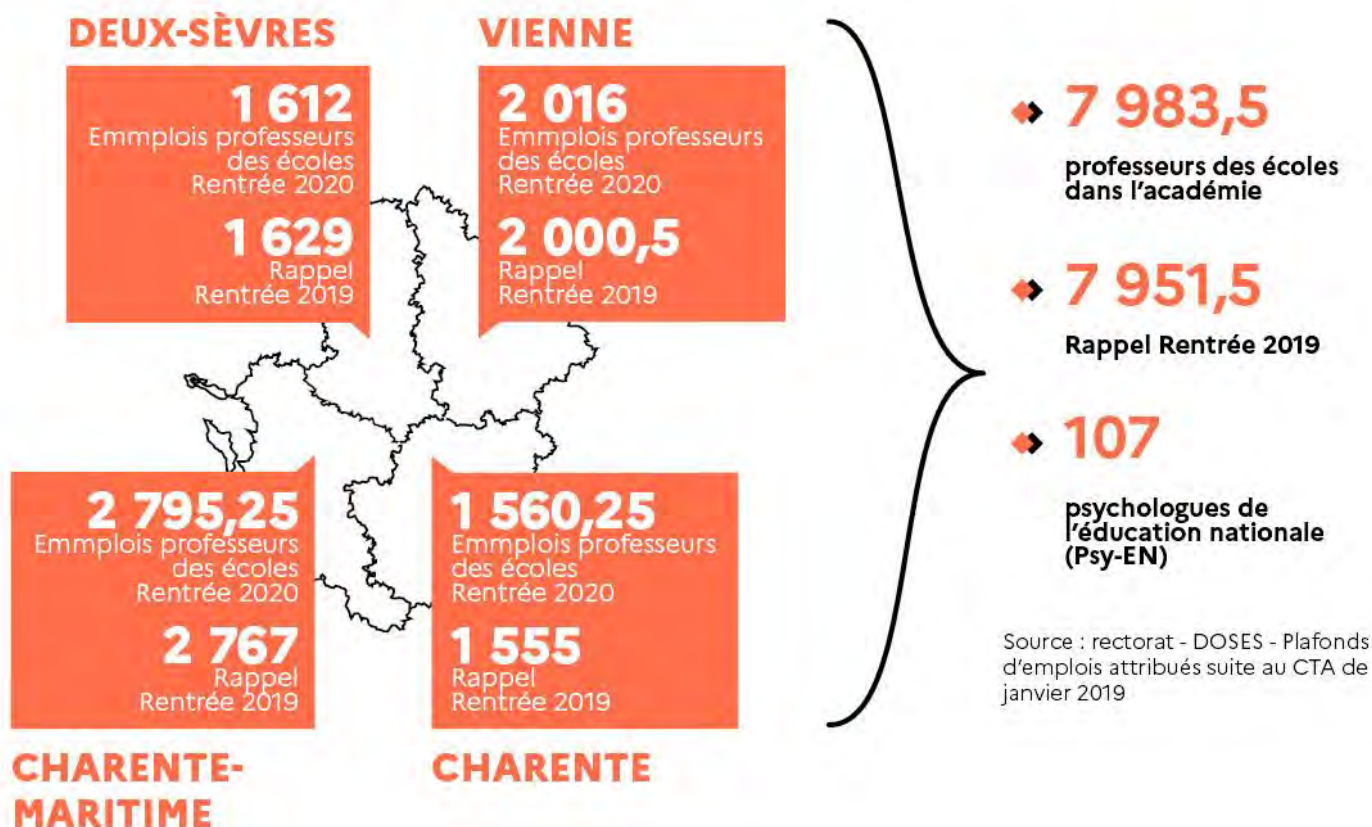 DEUX-SÈVRES
1 612
Emmplois professeurs
des écoles
Rentrée 2020
1 629
Rappel
Rentrée 2019
VIENNE
2 016
Emmplois professeurs
des écoles
Rentrée 2020
2 000,5
Rappel
Rentrée 2019
2 795,25
Emmplois professeurs
des écoles
Rentrée 2020
2 767
Rappel
Rentrée 2019
CHARENTE-
MARITIME
1 560,25
Emmplois professeurs
des écoles
Rentrée 2020
1 555
Rappel
Rentrée 2019
CHARENTE
7 983,5
professeurs des écoles
dans l'académie
7 951,5
Rappel Rentrée 2019
107
psychologues de
l'éducation nationale
(Psy-EN)
Source : rectorat - DOSES - Plafonds
d'emplois attribués suite au CTA de
janvier 2019